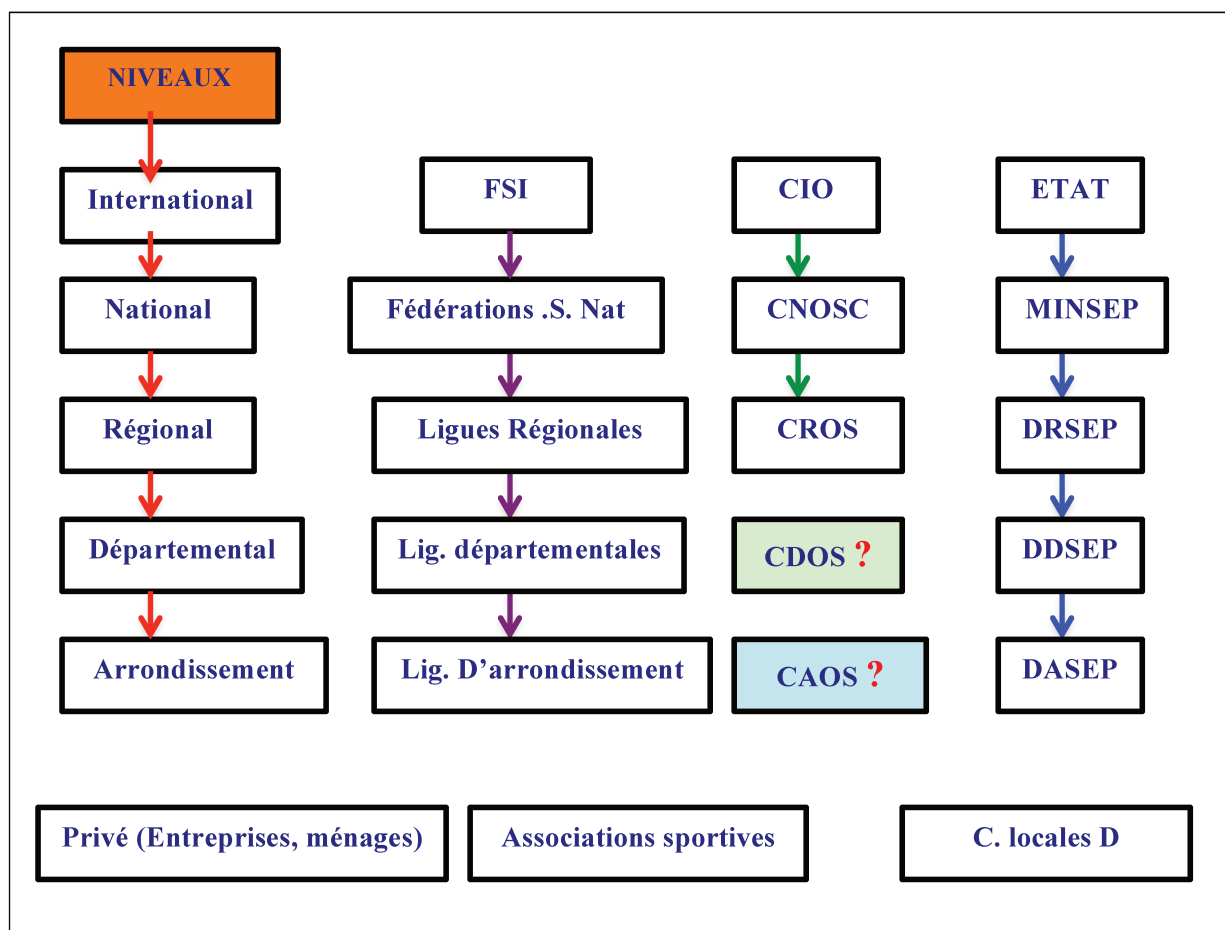 NIVEAUX
International
FSI
CIO
ETAT
National
Fédérations .S. Nat
CNOSC
MINSEP
Régional
Ligues Régionales
CROS
DRSEP
Départemental
Lig. départementales
CDOS ?
DDSEP
Arrondissement
Lig. D’arrondissement
CAOS ?
DASEP
Privé (Entreprises, ménages)
Associations sportives
C. locales D